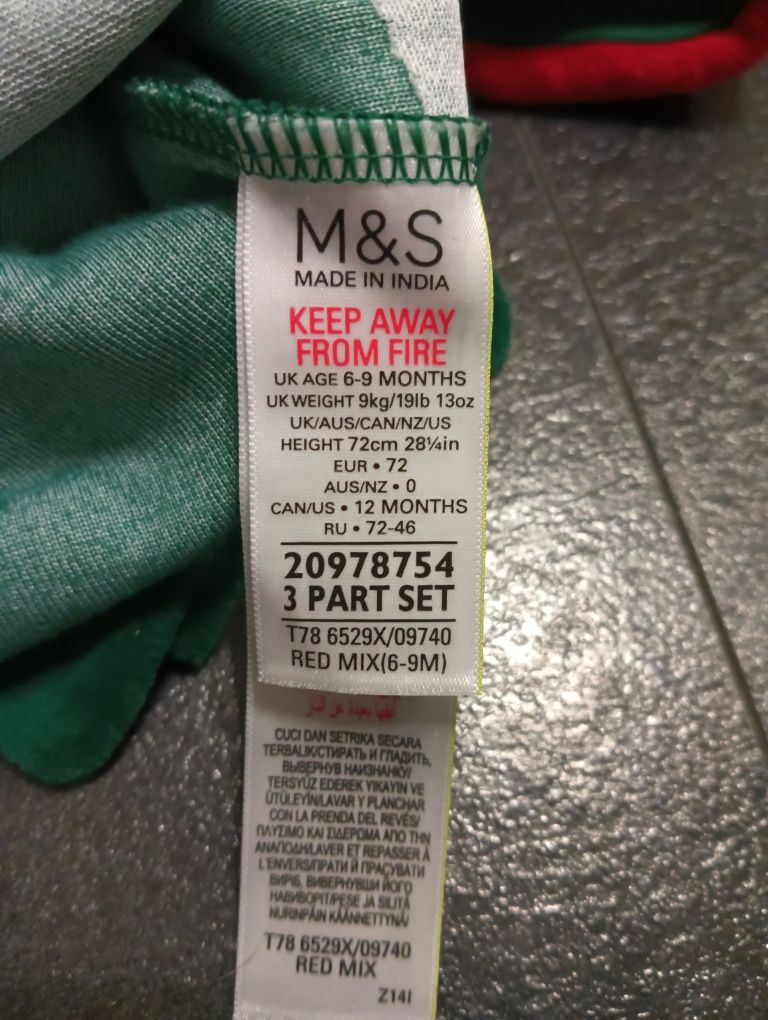 M&S
MADE IN INDIA
KEEP AWAY
FROM FIRE
UK AGE 6-9 MONTHS
UK WEIGHT 9kg/19lb 13oz
UK/AUS/CAN/NZ/US
HEIGHT 72cm 28¼in
EUR • 72
AUS/NZ • 0
CAN/US • 12 MONTHS
RU • 72-46
20978754
3 PART SET
T78 6529X/09740
RED MIX(6-9M)
بعيدة عن النار
CUCI DAN SETRIKA SECARA
TERBALIK/СТИРАТЬ И ГЛАДИТЬ,
ВЫВЕРНУВ НАИЗНАНКУ/
TERSYÜZ EDEREK YIKAYIN VE
ÜTÜLEYİN/LAVAR Y PLANCHAR
CON LA PRENDA DEL REVÉS/
ΠΛΥΣΙΜΟ ΚΑΙ ΣΙΔΕΡΩΜΑ ΑΠΟ ΤΗΝ
ΑΝΑΠΟΔΗ/LAVER ET REPASSER À
L'ENVERS/ПРАТИ Й ПРАСУВАТИ
ВИРІБ, ВИВЕРНУВШИ ЙОГО
НАВИВОРІТ/PESE JA SILITÄ
NURINPÄIN KÄÄNNETTYNÄ/
T78 6529X/09740
RED MIX
Z14I